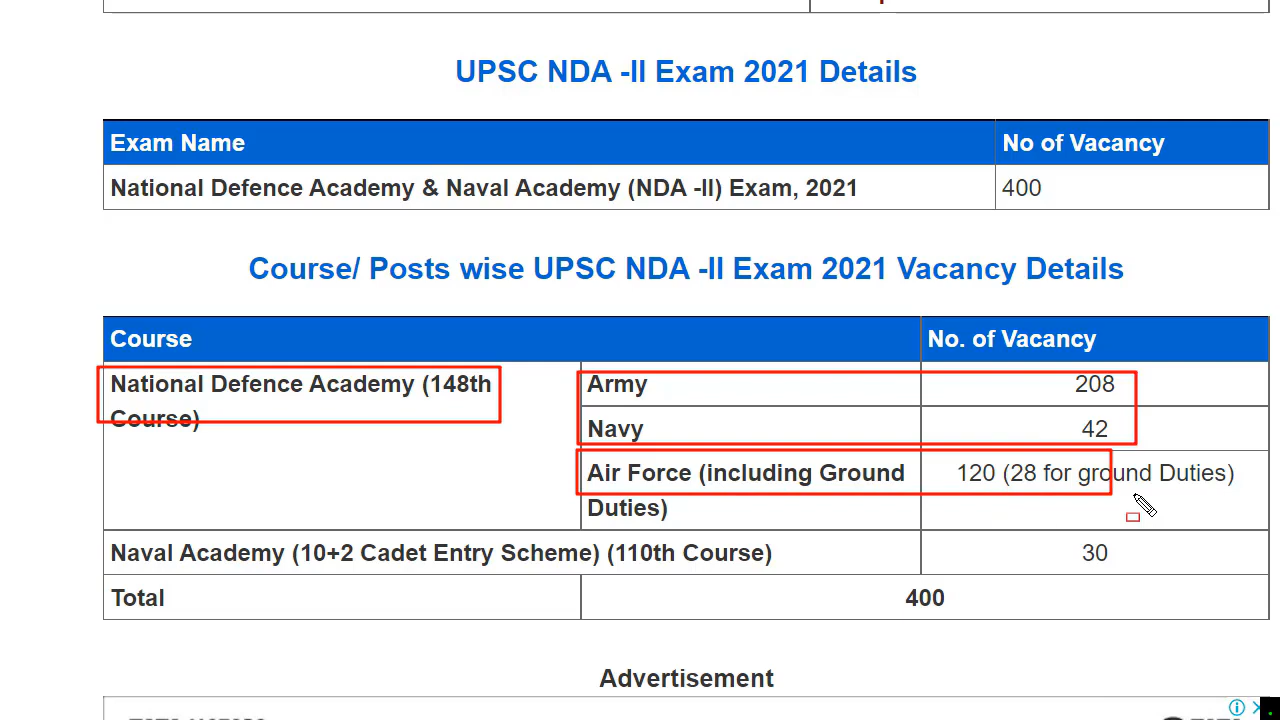 UPSC NDA -II Exam 2021 Details
Exam Name No of Vacancy
National Defence Academy & Naval Academy (NDA -II) Exam, 2021 400
Course/ Posts wise UPSC NDA -II Exam 2021 Vacancy Details
Course No. of Vacancy
National Defence Academy (148th Army 208
Course)
Navy 42
Air Force (including Ground 120 (28 for ground Duties)
Duties)
Naval Academy (10+2 Cadet Entry Scheme) (110th Course) 30
Total 400
Advertisement